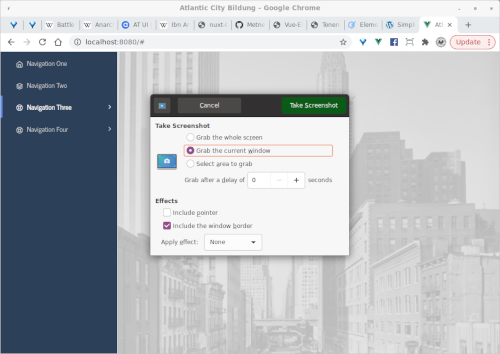 Atlantic City Bildung - Google Chrome
Battle
Anan
AT UI
Ibn A
nuxt-
Metro
Vue-E
Tener
Eleme
Simpl
Atl
localhost:8080/#
Update
Navigation One
Navigation Two
Navigation Three
Navigation Four
Cancel
Take Screenshot
Take Screenshot
Grab the whole screen
Grab the current window
Select area to grab
Grab after a delay of 0 − + seconds
Effects
Include pointer
Include the window border
Apply effect: None